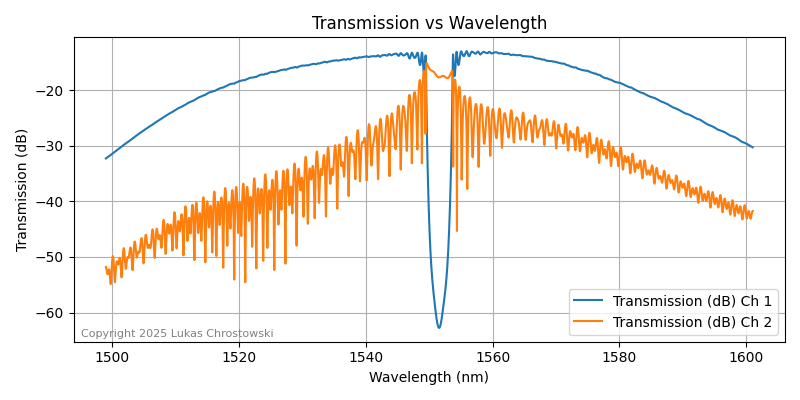 Transmission vs Wavelength
Transmission (dB)
−20
−30
−40
−50
−60
Transmission (dB) Ch 1
Transmission (dB) Ch 2
Copyright 2025 Lukas Chrostowski
1500 1520 1540 1560 1580 1600
Wavelength (nm)